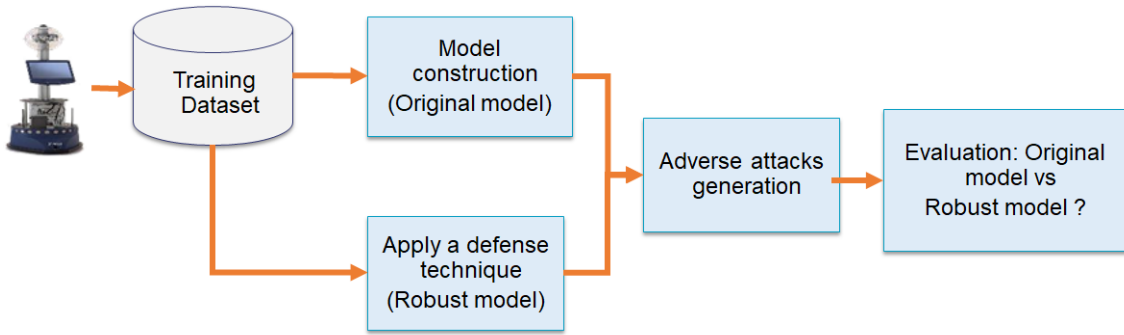 Training
Dataset
Model
construction
(Original model)
Apply a defense
technique
(Robust model)
Adverse attacks
generation
Evaluation: Original
model vs
Robust model ?